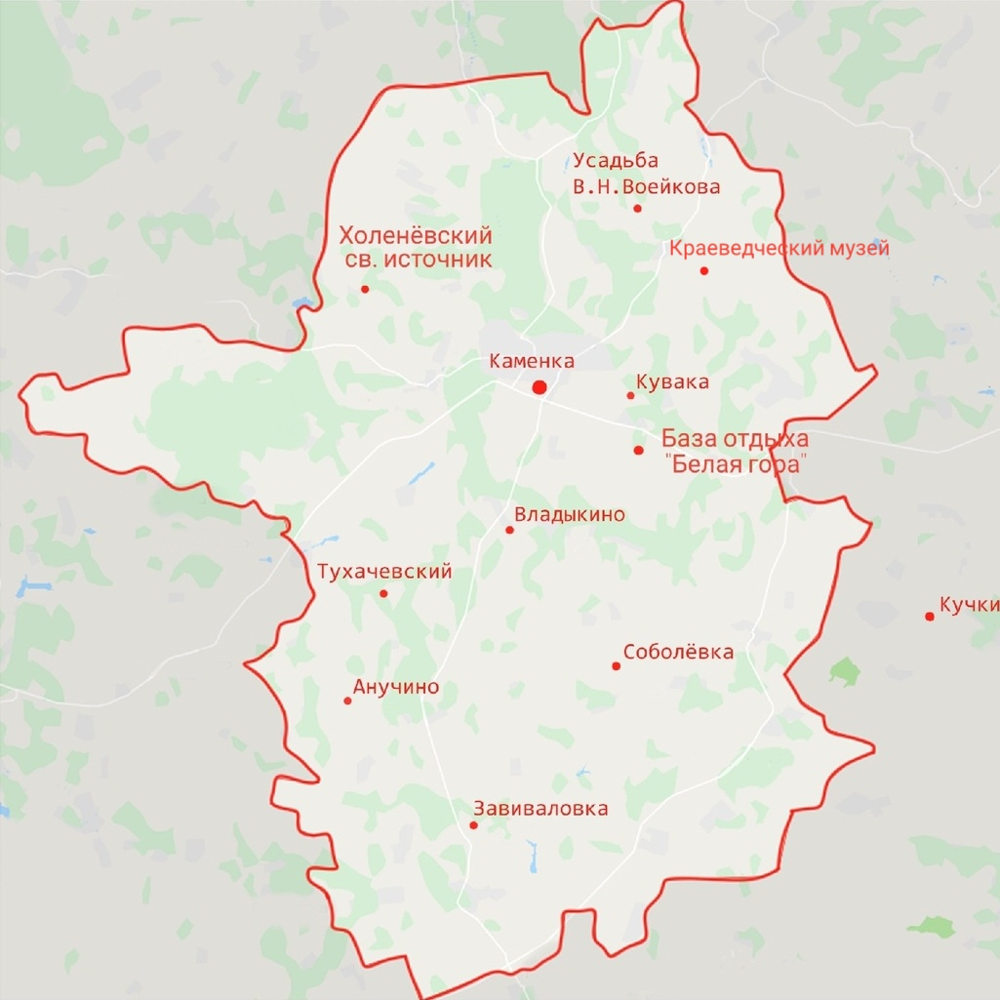 Усадьба
В.Н.Воейкова
Холенёвский
св. источник
Краеведческий музей
Каменка
Кувака
База отдыха
"Белая гора"
Владыкино
Тухачевский
Кучки
Соболёвка
Анучино
Завиваловка